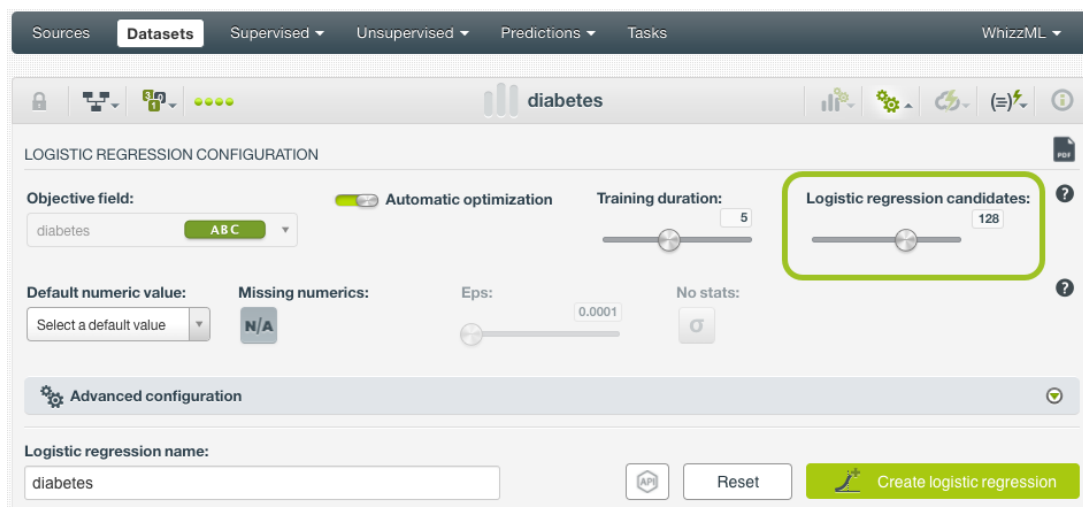 Sources Datasets Supervised Unsupervised Predictions Tasks WhizzML
diabetes
LOGISTIC REGRESSION CONFIGURATION
PDF
Objective field:
Automatic optimization
Training duration:
5
Logistic regression candidates:
128
?
diabetes ABC
Default numeric value:
Missing numerics:
Eps:
0.0001
No stats:
?
Select a default value
N/A
σ
Advanced configuration
Logistic regression name:
diabetes
API
Reset
Create logistic regression